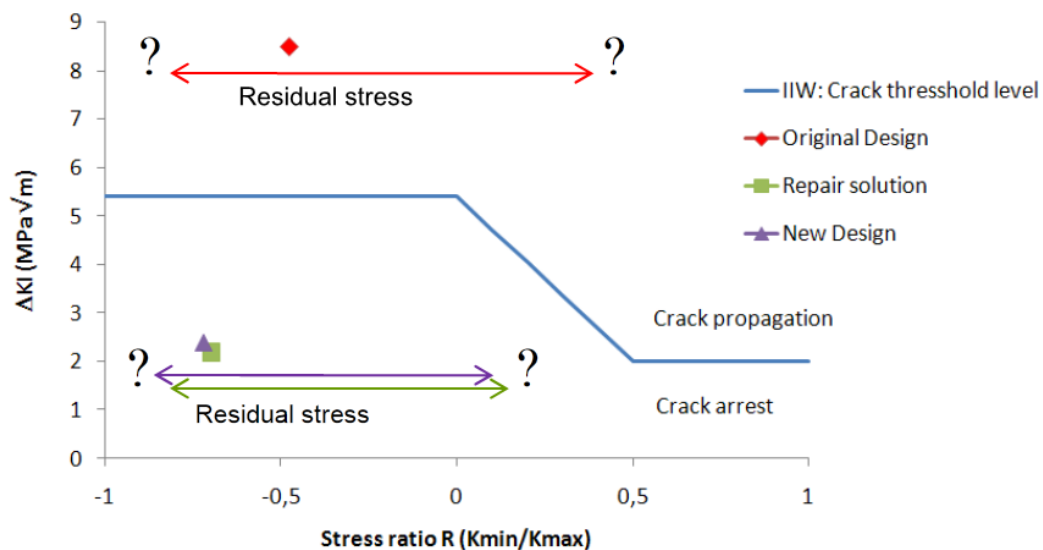 9
8
7
6
5
4
3
2
1
0
-1
-0,5
0
0,5
1
ΔKI (MPa√m)
Stress ratio R (Kmin/Kmax)
?
?
Residual stress
?
?
Residual stress
Crack propagation
Crack arrest
IIW: Crack thresshold level
Original Design
Repair solution
New Design